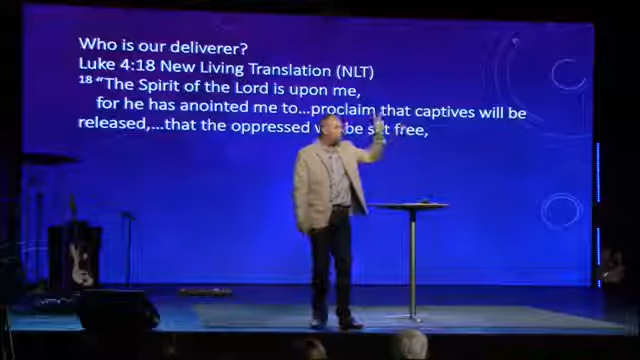 Who is our deliverer?
Luke 4:18 New Living Translation (NLT)
18 “The Spirit of the Lord is upon me,
for he has anointed me to...proclaim that captives will be
released,...that the oppressed be set free,